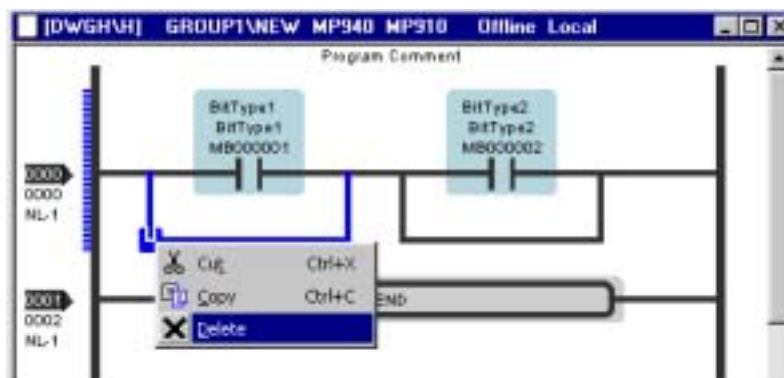 [DWGH\H] GROUP1\NEW MP940 MP910 Offline Local
Program Comment
BitType1
BitType1
MB000001
BitType2
BitType2
MB000002
0000
0000
NL-1
Cut Ctrl+X
Copy Ctrl+C
Delete
END
0001
0002
NL-1